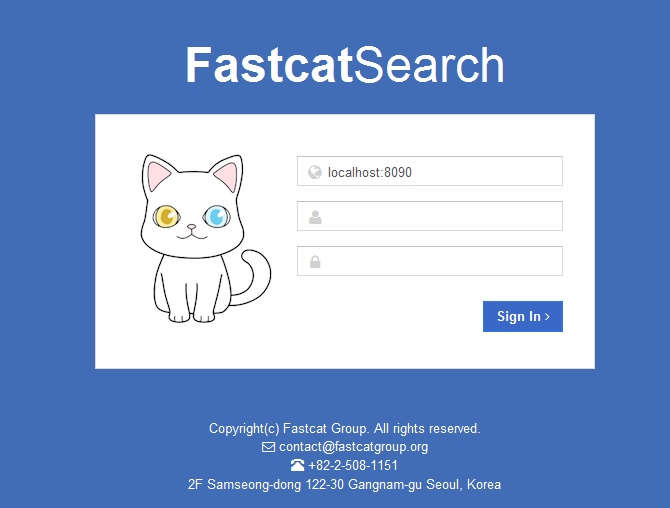 FastcatSearch
localhost:8090
Sign In >
Copyright(c) Fastcat Group. All rights reserved.
contact@fastcatgroup.org
+82-2-508-1151
2F Samseong-dong 122-30 Gangnam-gu Seoul, Korea